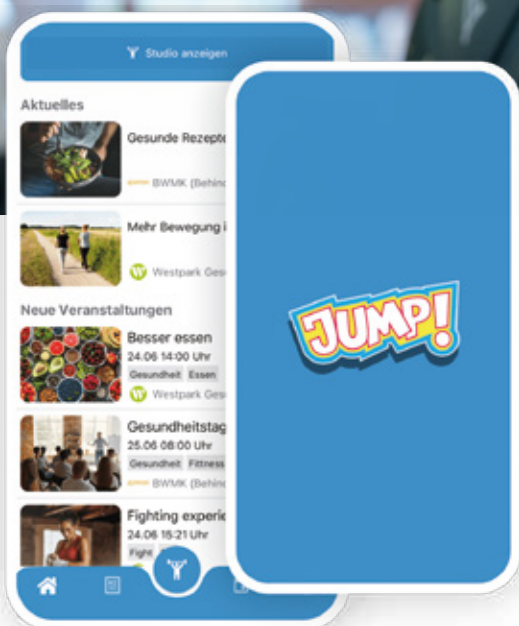 Studio anzeigen
Aktuelles
Gesunde Rezepte
BWMK (Behind
Mehr Bewegung i
Westpark Ges
Neue Veranstaltungen
Besser essen
24.06 14:00 Uhr
Gesundheit Essen
Westpark Ges
Gesundheitstag
25.06 08:00 Uhr
Gesundheit Fitness
BWMK (Behind
Fighting experie
24.06 15:21 Uhr
Fight
JUMP!